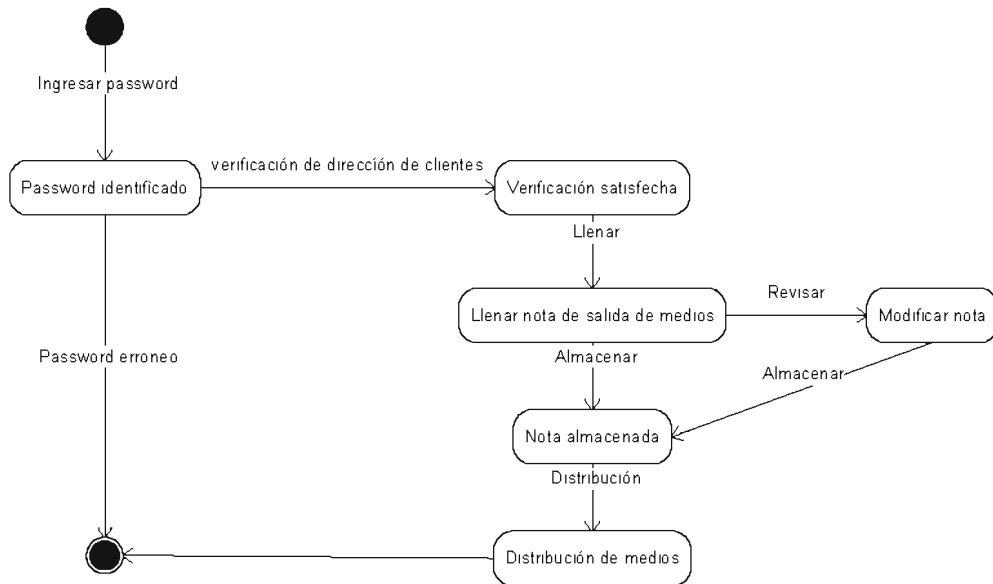 Ingresar password
verificación de dirección de clientes
Password identificado
Verificación satisfecha
Llenar
Revisar
Llenar nota de salida de medios
Modificar nota
Password erroneo
Almacenar
Almacenar
Nota almacenada
Distribución
Distribución de medios